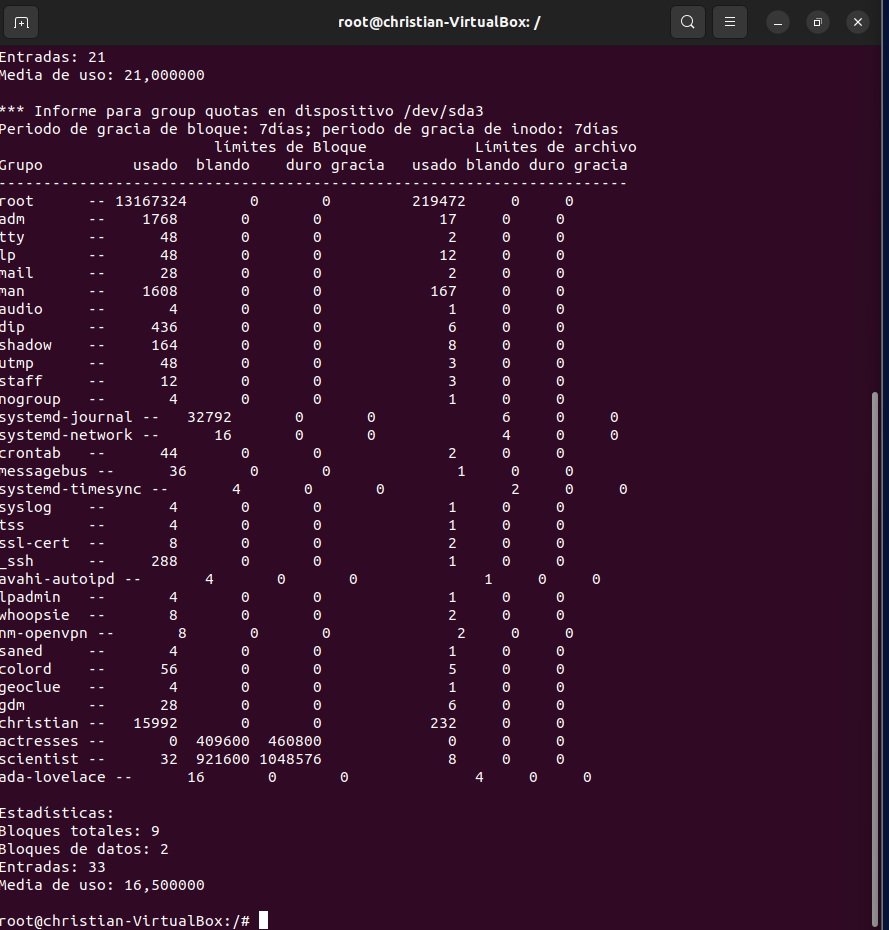 root@christian-VirtualBox: /
Entradas: 21
Media de uso: 21,000000
*** Informe para group quotas en dispositivo /dev/sda3
Periodo de gracia de bloque: 7días; periodo de gracia de inodo: 7días
límites de Bloque Límites de archivo
Grupo usado blando duro gracia usado blando duro gracia
----------------------------------------------------------------------
root -- 13167324 0 0 219472 0 0
adm -- 1768 0 0 17 0 0
tty -- 48 0 0 2 0 0
lp -- 48 0 0 12 0 0
mail -- 28 0 0 2 0 0
man -- 1608 0 0 167 0 0
audio -- 4 0 0 1 0 0
dip -- 436 0 0 6 0 0
shadow -- 164 0 0 8 0 0
utmp -- 48 0 0 3 0 0
staff -- 12 0 0 3 0 0
nogroup -- 4 0 0 1 0 0
systemd-journal -- 32792 0 0 6 0 0
systemd-network -- 16 0 0 4 0 0
crontab -- 44 0 0 2 0 0
messagebus -- 36 0 0 1 0 0
systemd-timesync -- 4 0 0 2 0 0
syslog -- 4 0 0 1 0 0
tss -- 4 0 0 1 0 0
ssl-cert -- 8 0 0 2 0 0
_ssh -- 288 0 0 1 0 0
avahi-autoipd -- 4 0 0 1 0 0
lpadmin -- 4 0 0 1 0 0
whoopsie -- 8 0 0 2 0 0
nm-openvpn -- 8 0 0 2 0 0
saned -- 4 0 0 1 0 0
colord -- 56 0 0 5 0 0
geoclue -- 4 0 0 1 0 0
gdm -- 28 0 0 6 0 0
christian -- 15992 0 0 232 0 0
actresses -- 0 409600 460800 0 0 0
scientist -- 32 921600 1048576 8 0 0
ada-lovelace -- 16 0 0 4 0 0
Estadísticas:
Bloques totales: 9
Bloques de datos: 2
Entradas: 33
Media de uso: 16,500000
root@christian-VirtualBox:/#